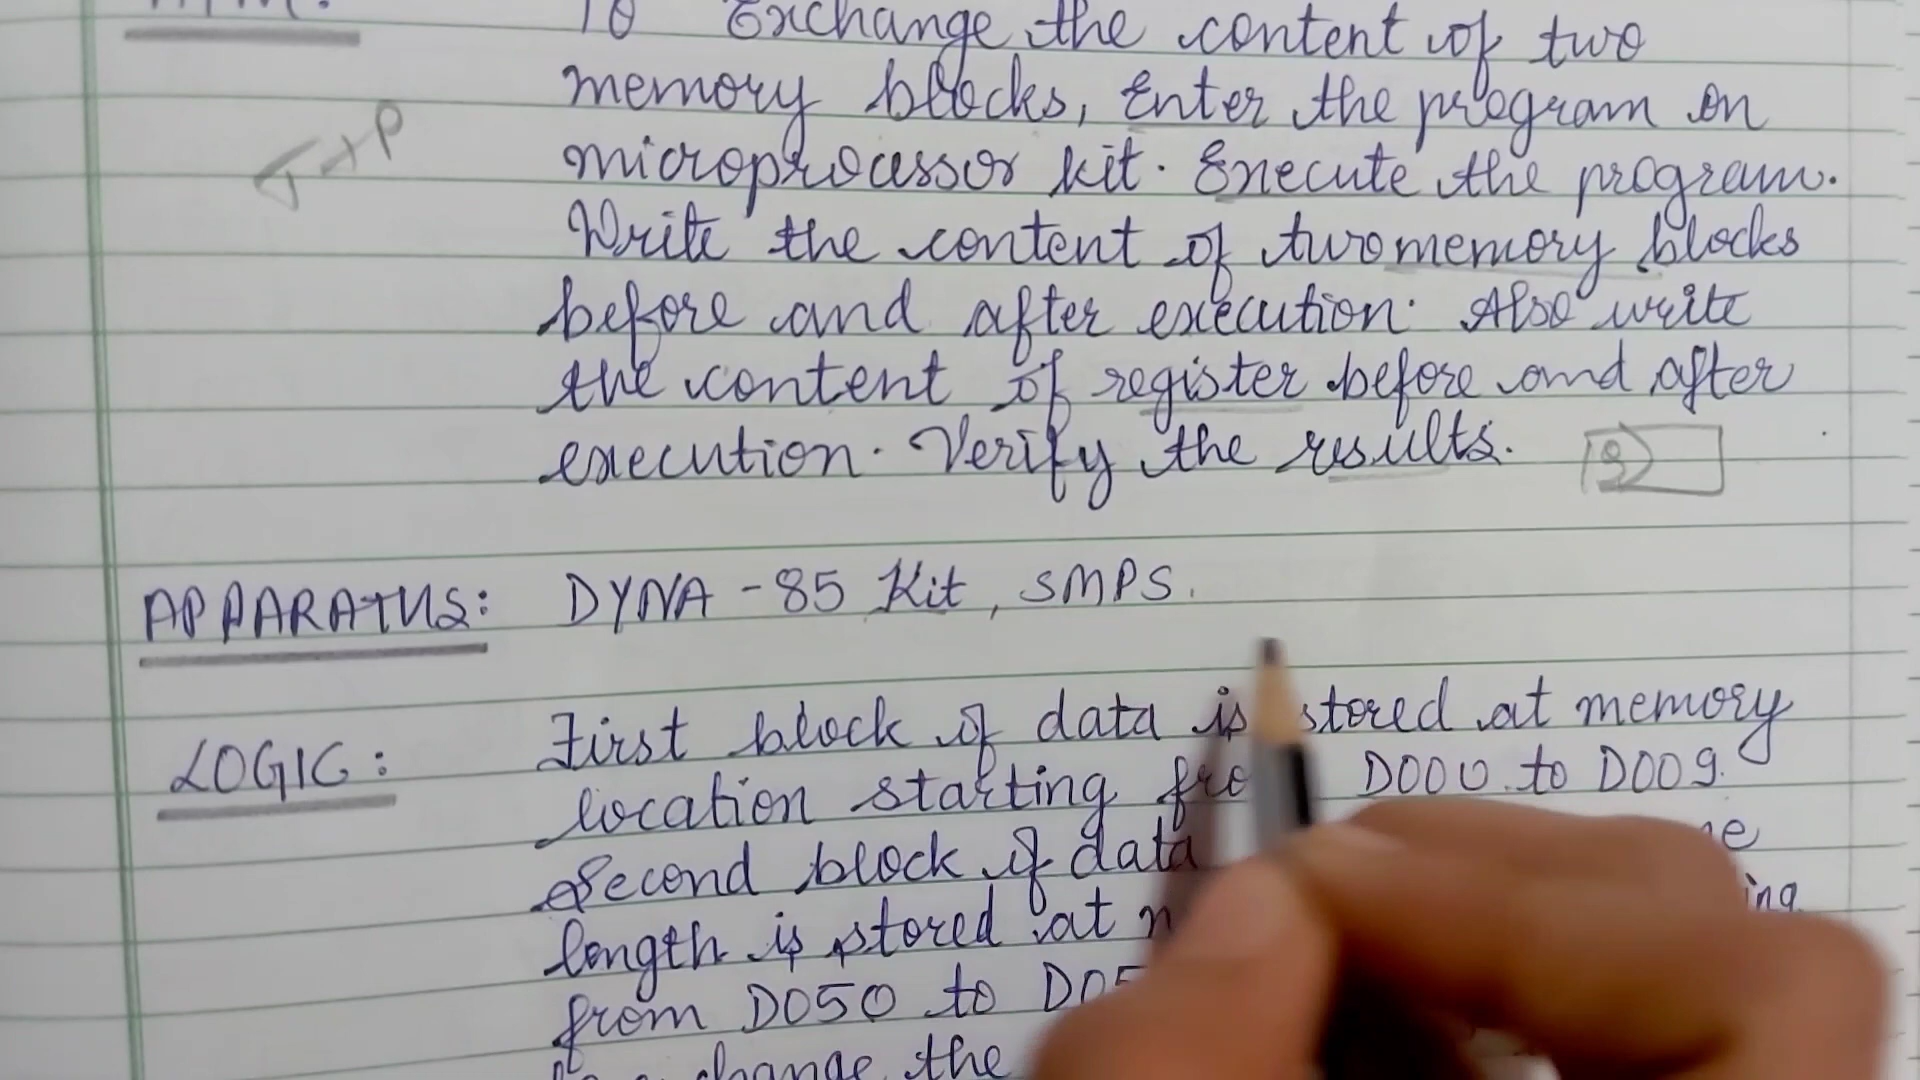 To Exchange the content of two
memory blocks, Enter the program on
microprocessor kit. Execute the program.
Write the content of two memory blocks
before and after execution. Also write
the content of register before and after
execution. Verify the results.
T+P
APPARATUS: DYNA-85 Kit, SMPS.
LOGIC: First block of data is stored at memory
location starting D000 to D009.
Second block of data
length is stored at
from D050 to
the